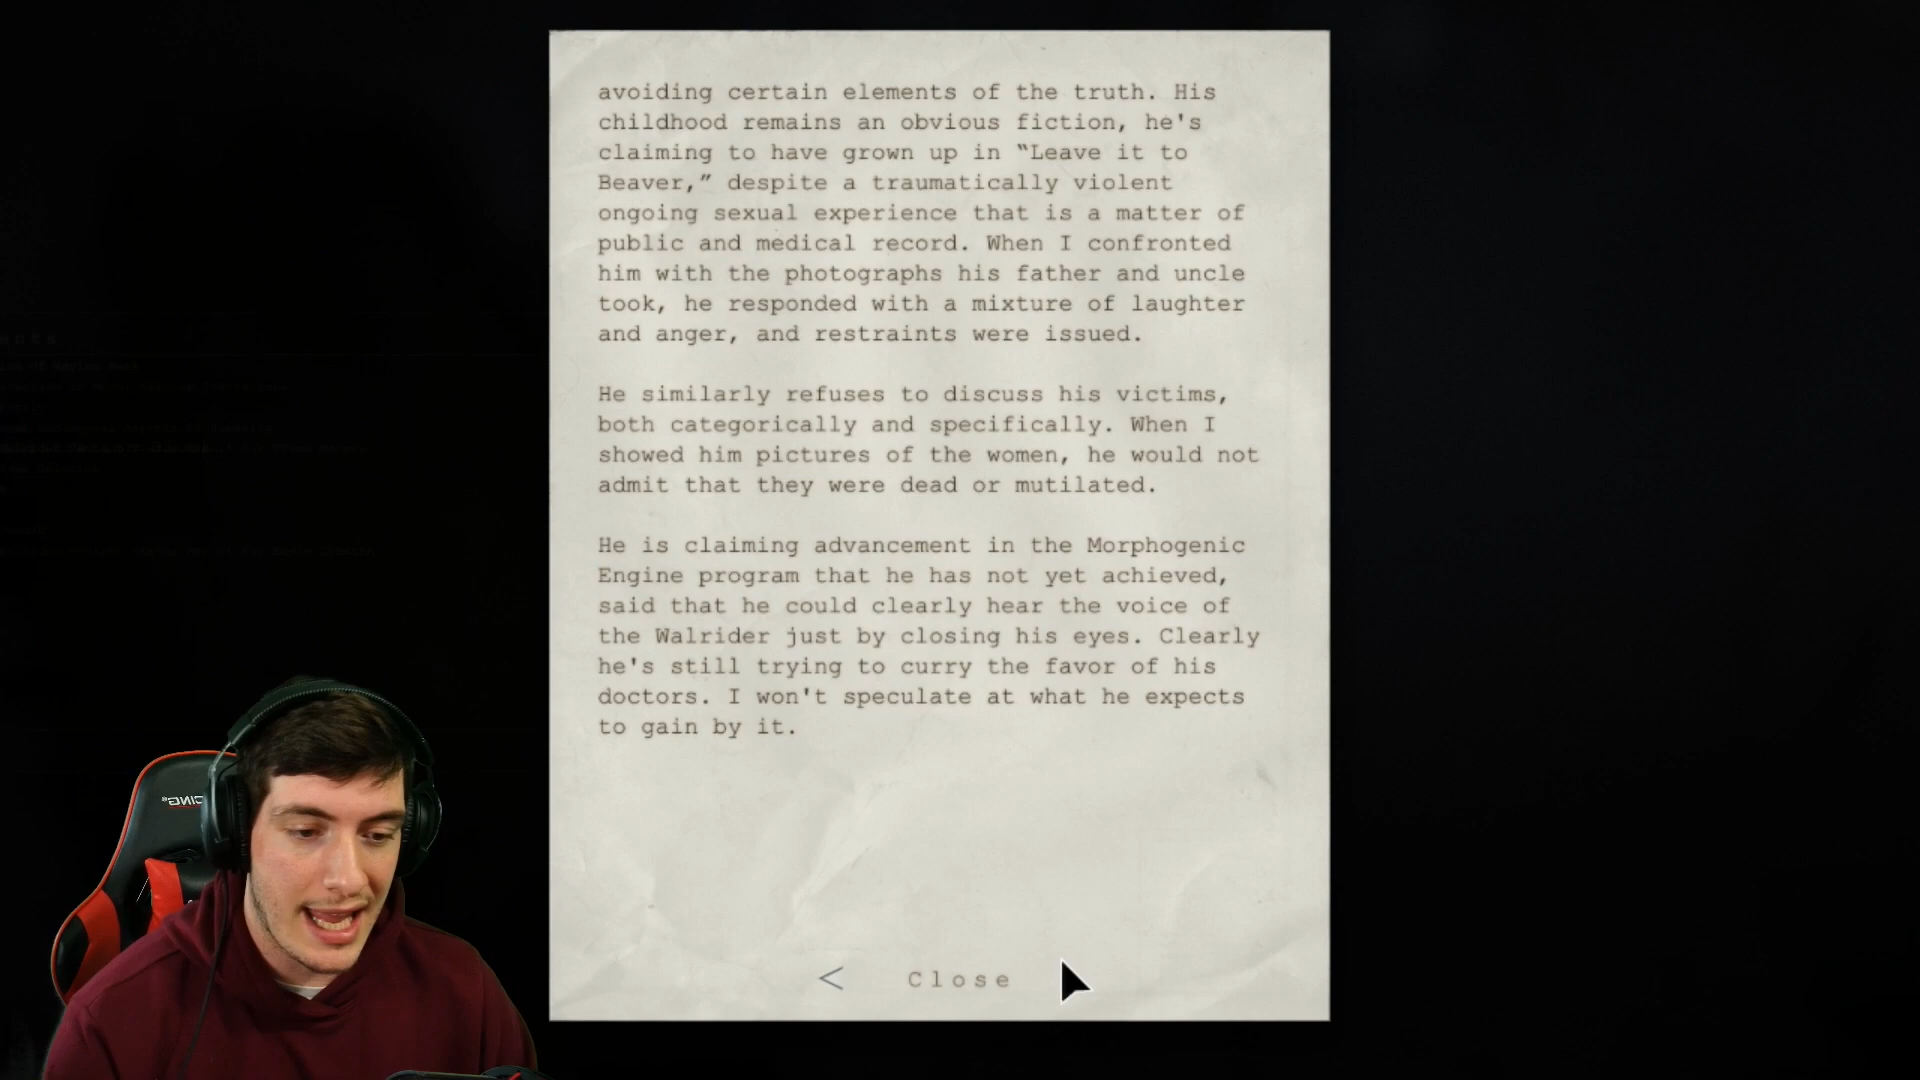 avoiding certain elements of the truth. His
childhood remains an obvious fiction, he's
claiming to have grown up in “Leave it to
Beaver,” despite a traumatically violent
ongoing sexual experience that is a matter of
public and medical record. When I confronted
him with the photographs his father and uncle
took, he responded with a mixture of laughter
and anger, and restraints were issued.
He similarly refuses to discuss his victims,
both categorically and specifically. When I
showed him pictures of the women, he would not
admit that they were dead or mutilated.
He is claiming advancement in the Morphogenic
Engine program that he has not yet achieved,
said that he could clearly hear the voice of
the Walrider just by closing his eyes. Clearly
he's still trying to curry the favor of his
doctors. I won't speculate at what he expects
to gain by it.
< Close